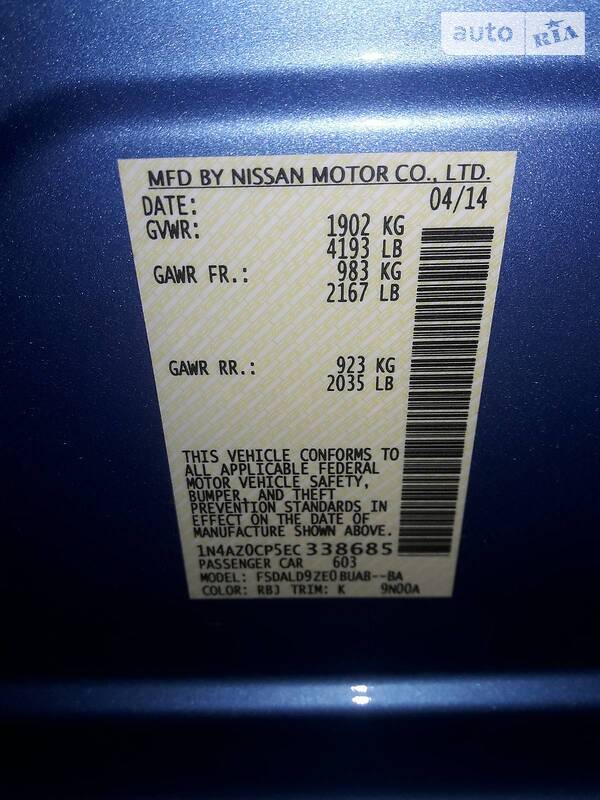 auto RIA
MFD BY NISSAN MOTOR CO., LTD.
DATE: 04/14
GVWR: 1902 KG
4193 LB
GAWR FR.: 983 KG
2167 LB
GAWR RR.: 923 KG
2035 LB
THIS VEHICLE CONFORMS TO
ALL APPLICABLE FEDERAL
MOTOR VEHICLE SAFETY,
BUMPER, AND THEFT
PREVENTION STANDARDS IN
EFFECT ON THE DATE OF
MANUFACTURE SHOWN ABOVE.
1N4AZ0CP5EC338685
PASSENGER CAR 603
MODEL: FSDALD9ZE0BUAB--BA
COLOR: RBJ TRIM: K 9N00A